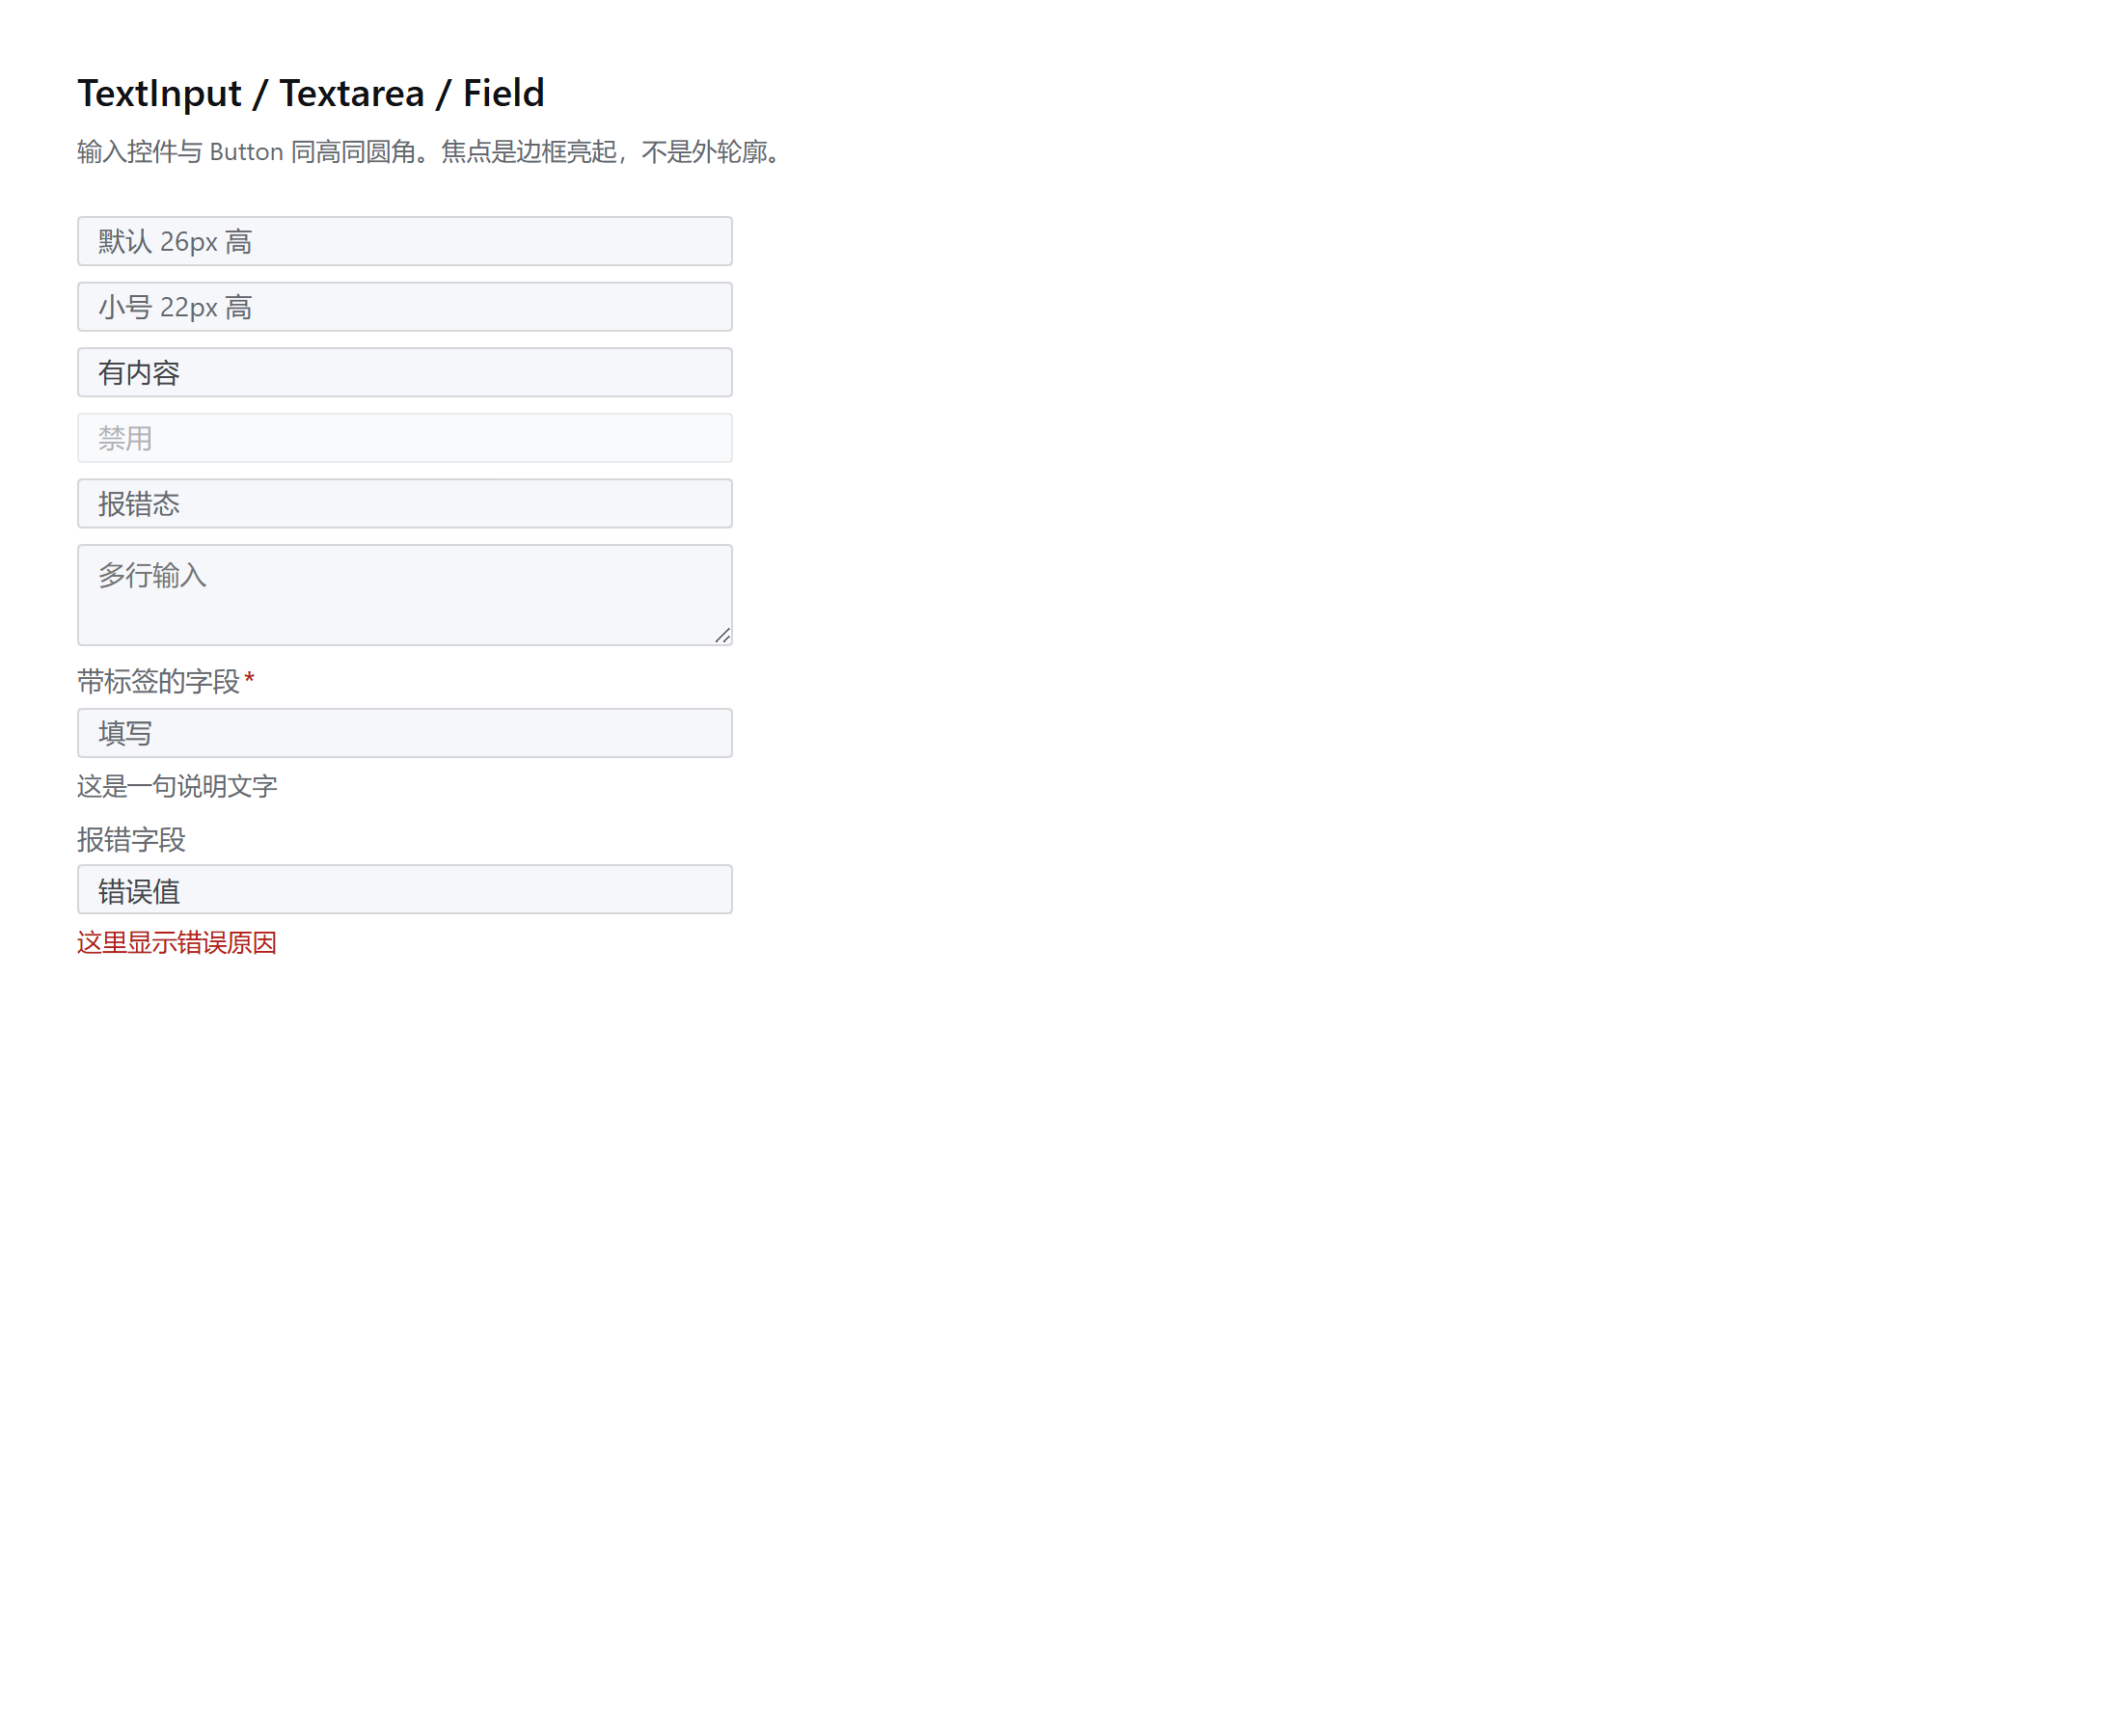 TextInput / Textarea / Field
输入控件与 Button 同高同圆角。焦点是边框亮起，不是外轮廓。
默认 26px 高
小号 22px 高
有内容
禁用
报错态
多行输入
带标签的字段*
填写
这是一句说明文字
报错字段
错误值
这里显示错误原因